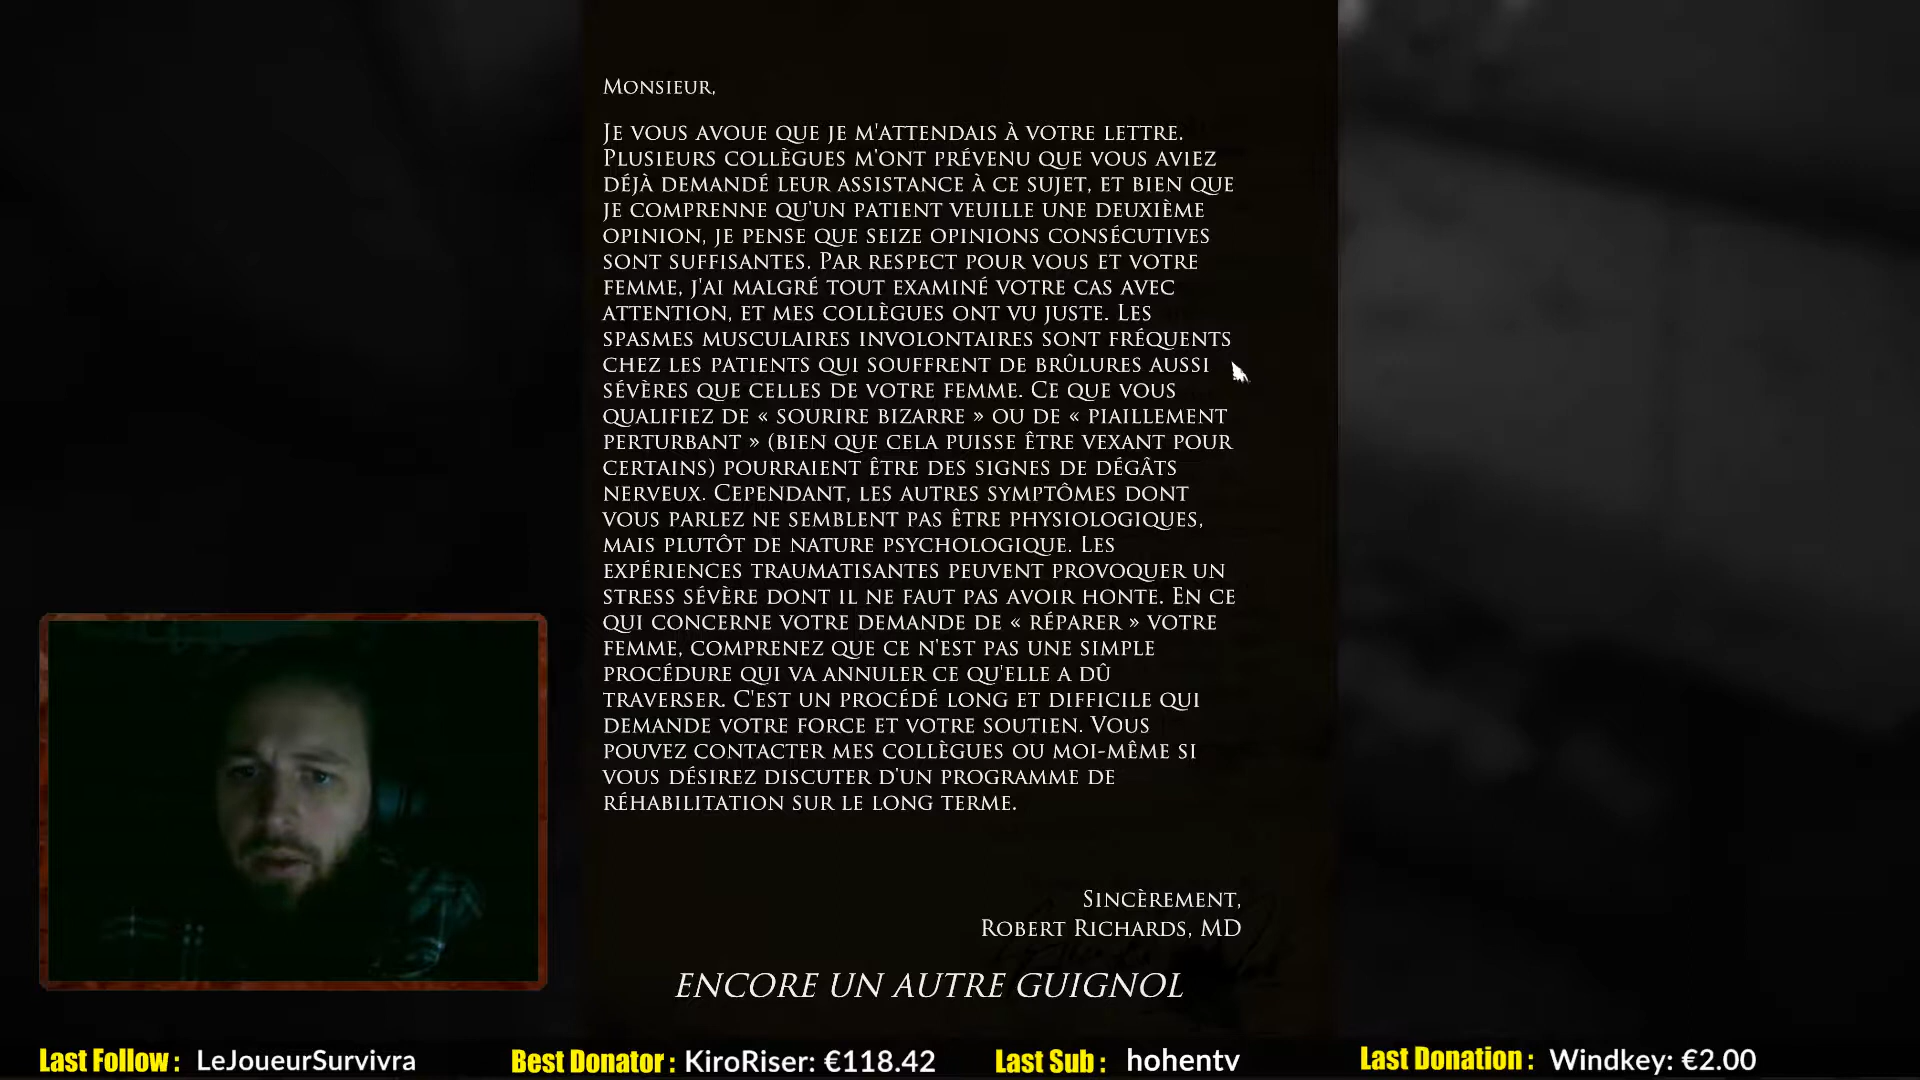 Monsieur,
Je vous avoue que je m'attendais à votre lettre.
Plusieurs collègues m'ont prévenu que vous aviez
déjà demandé leur assistance à ce sujet, et bien que
je comprenne qu'un patient veuille une deuxième
opinion, je pense que seize opinions consécutives
sont suffisantes. Par respect pour vous et votre
femme, j'ai malgré tout examiné votre cas avec
attention, et mes collègues ont vu juste. Les
spasmes musculaires involontaires sont fréquents
chez les patients qui souffrent de brûlures aussi
sévères que celles de votre femme. Ce que vous
qualifiez de « sourire bizarre » ou de « piaillement
perturbant » (bien que cela puisse être vexant pour
certains) pourraient être des signes de dégâts
nerveux. Cependant, les autres symptômes dont
vous parlez ne semblent pas être physiologiques,
mais plutôt de nature psychologique. Les
expériences traumatisantes peuvent provoquer un
stress sévère dont il ne faut pas avoir honte. En ce
qui concerne votre demande de « réparer » votre
femme, comprenez que ce n'est pas une simple
procédure qui va annuler ce qu'elle a dû
traverser. C'est un procédé long et difficile qui
demande votre force et votre soutien. Vous
pouvez contacter mes collègues ou moi-même si
vous désirez discuter d'un programme de
réhabilitation sur le long terme.
Sincèrement,
Robert Richards, MD
ENCORE UN AUTRE GUIGNOL
Last Follow : LeJoueurSurvivra
Best Donator : KiroRiser: €118.42
Last Sub : hohentv
Last Donation : Windkey: €2.00